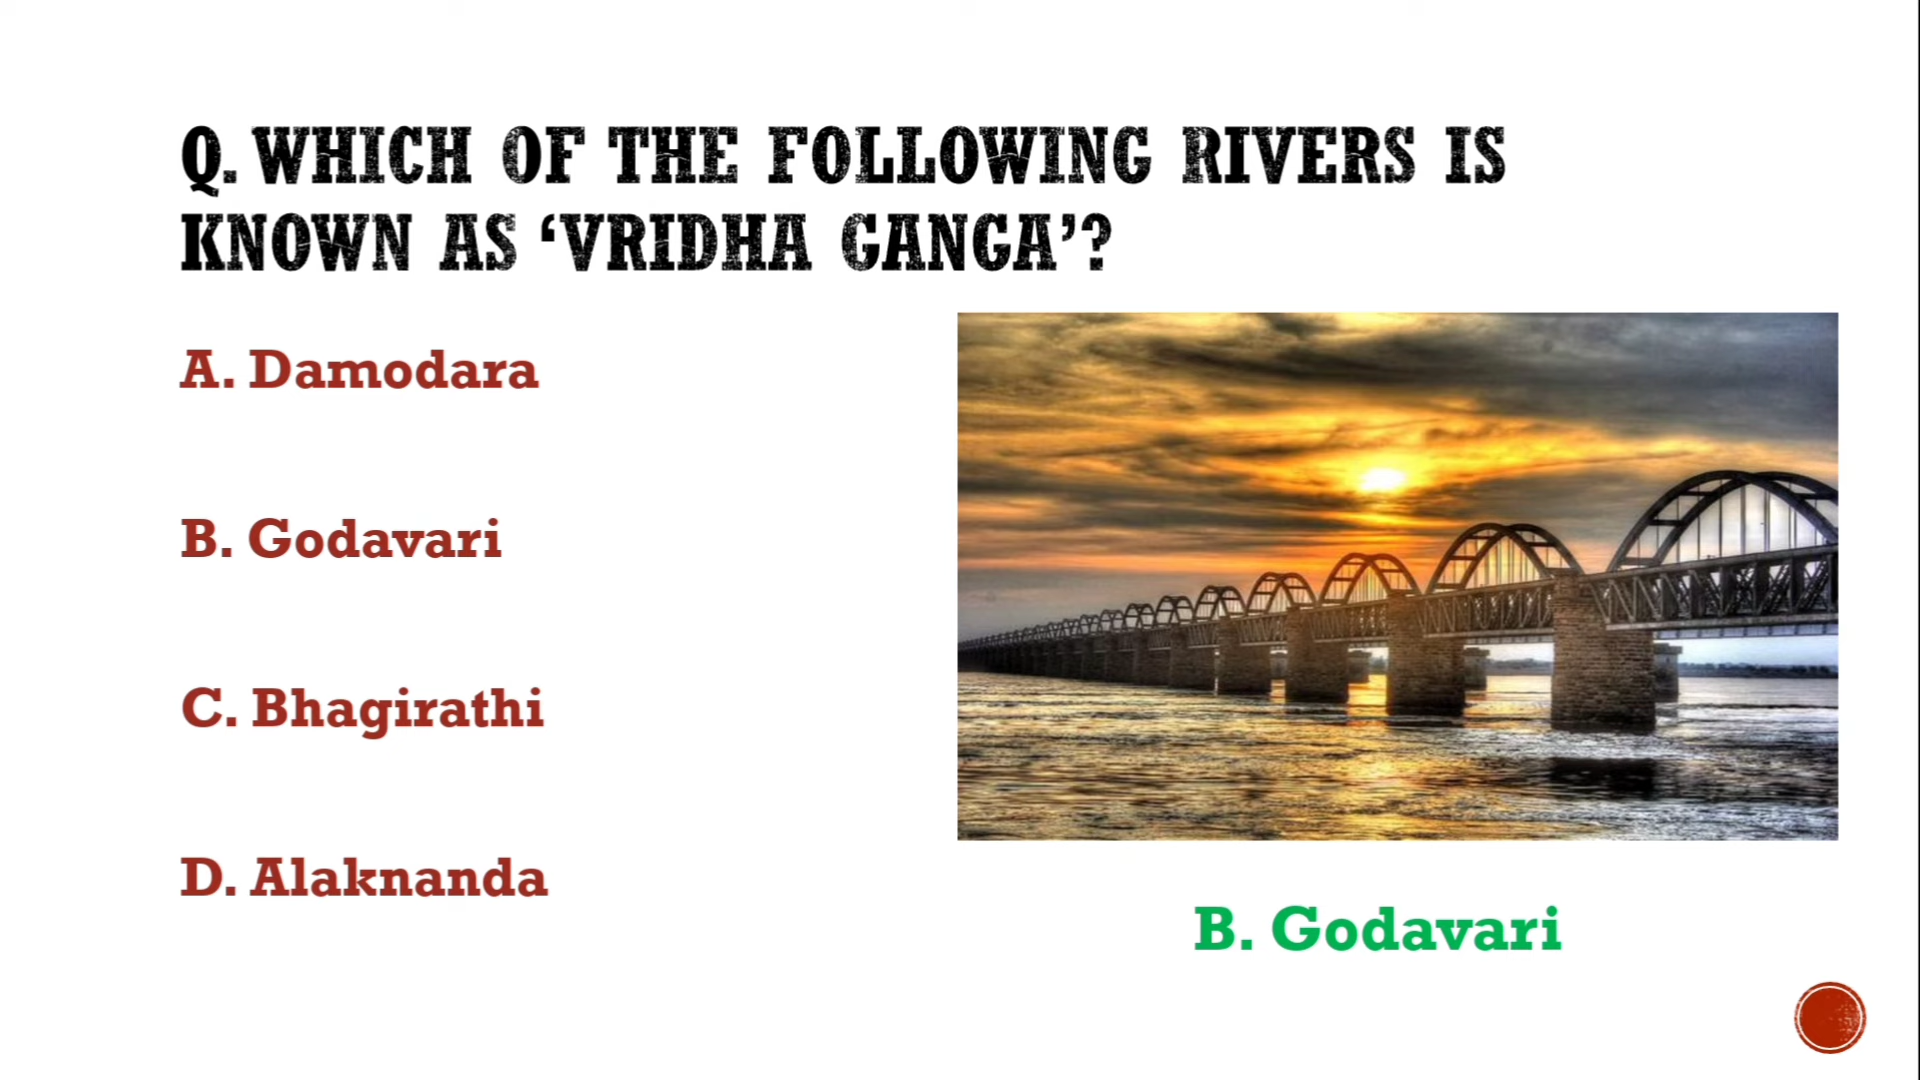 Q. WHICH OF THE FOLLOWING RIVERS IS
KNOWN AS ‘VRIDHA GANGA’?
A. Damodara
B. Godavari
C. Bhagirathi
D. Alaknanda
B. Godavari